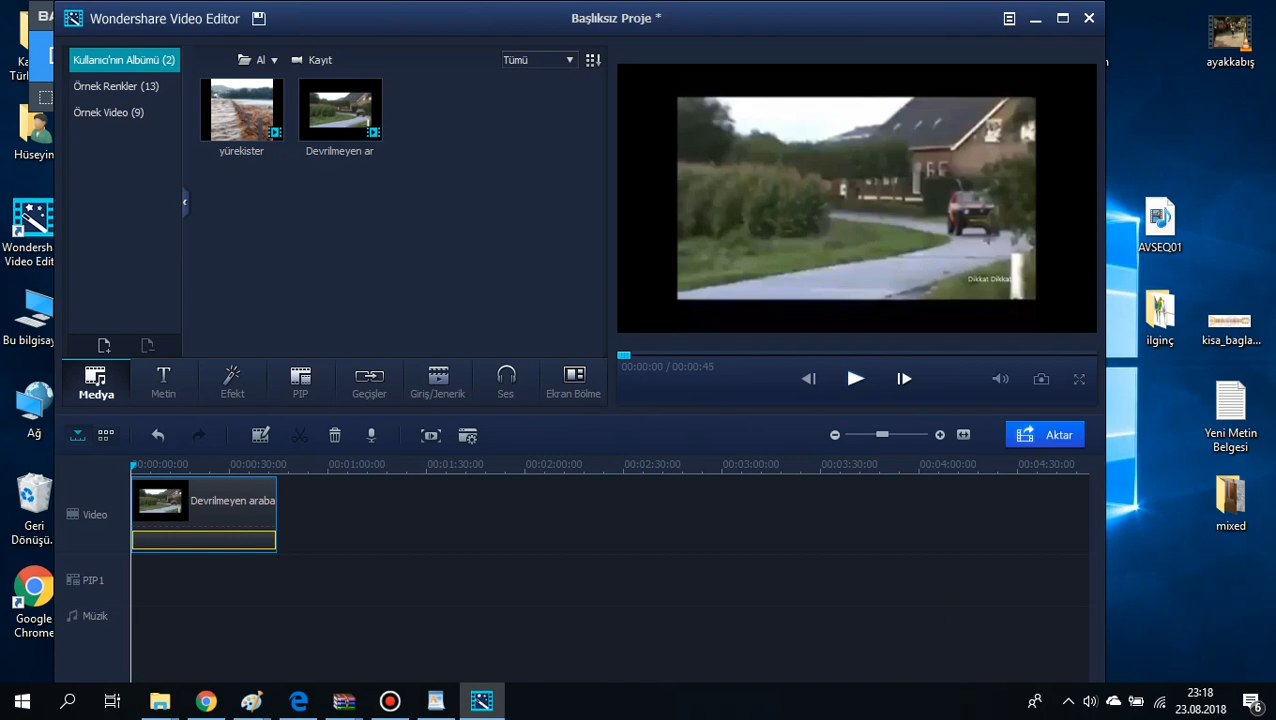 BA
Wondershare Video Editor
Başlıksız Proje *
Kullanıcı'nın Albümü (2)
Örnek Renkler (13)
Örnek Video (9)
Al
Kayıt
Tümü
yürekister
Devrilmeyen ar
Dikkat Dikkat
00:00:00 / 00:00:45
Medya
Metin
Efekt
PIP
Geçişler
Giriş/Jenerik
Ses
Ekran Bölme
Aktar
00:00:00:00
00:00:30:00
00:01:00:00
00:01:30:00
00:02:00:00
00:02:30:00
00:03:00:00
00:03:30:00
00:04:00:00
00:04:30:00
Video
Devrilmeyen araba
PIP1
Müzik
Hüseyin
Wondershare
Video Edit
Bu bilgisay
Ağ
Geri
Dönüşü...
Google
Chrome
ayakkabış
AVSEQ01
ilginç
kisa_bagla...
Yeni Metin
Belgesi
mixed
23:18
23.08.2018
6